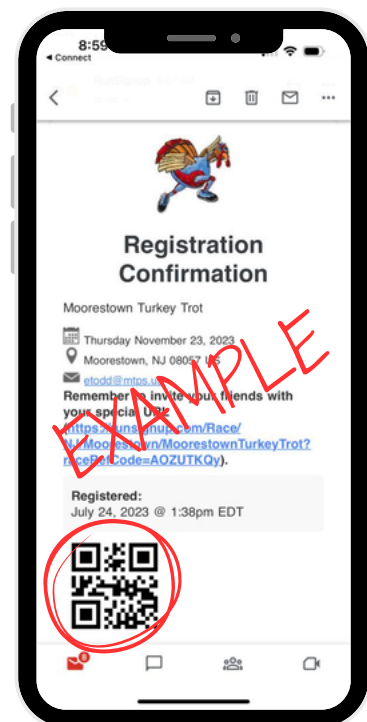 8:59
Connect
Registration
Confirmation
Moorestown Turkey Trot
Thursday November 23, 2023
Moorestown, NJ 08057 US
etodd@mtps.us
Remember to invite your friends with
your special URL
(https://runsignup.com/Race/
NJ/Moorestown/MoorestownTurkeyTrot?
raceRefCode=AOZUTKQy).
EXAMPLE
Registered:
July 24, 2023 @ 1:38pm EDT
8